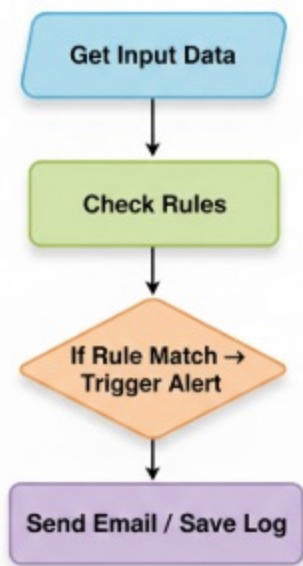 Get Input Data
Check Rules
If Rule Match →
Trigger Alert
Send Email / Save Log